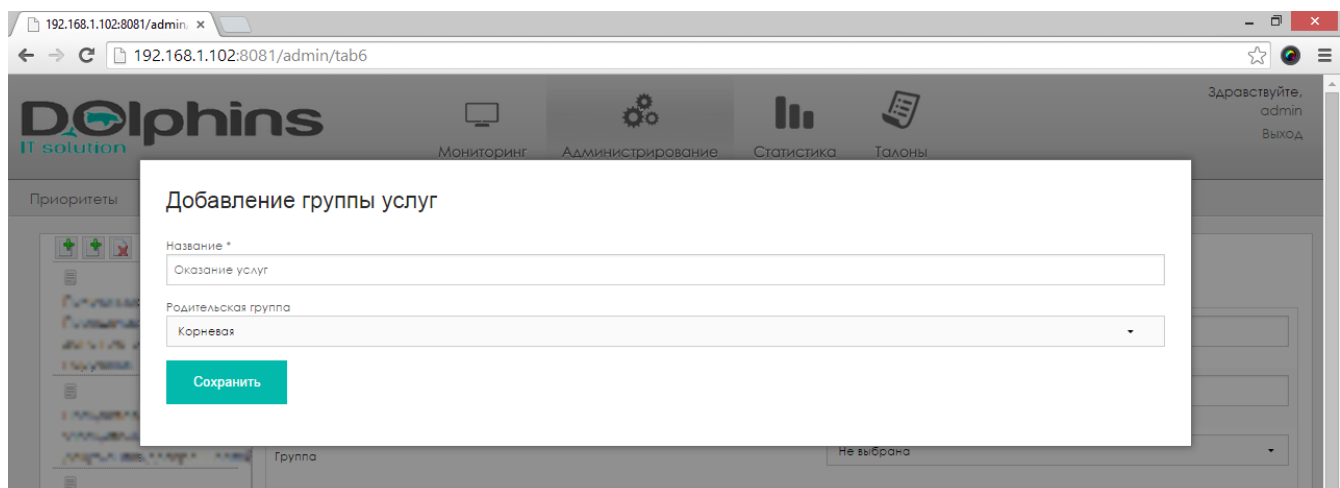 192.168.1.102:8081/admin/
192.168.1.102:8081/admin/tab6
Dolphins
IT solution
Мониторинг
Администрирование
Статистика
Талоны
Здравствуйте,
admin
Выход
Приоритеты
Добавление группы услуг
Название *
Оказание услуг
Родительская группа
Корневая
Сохранить
Группа
Не выбрана